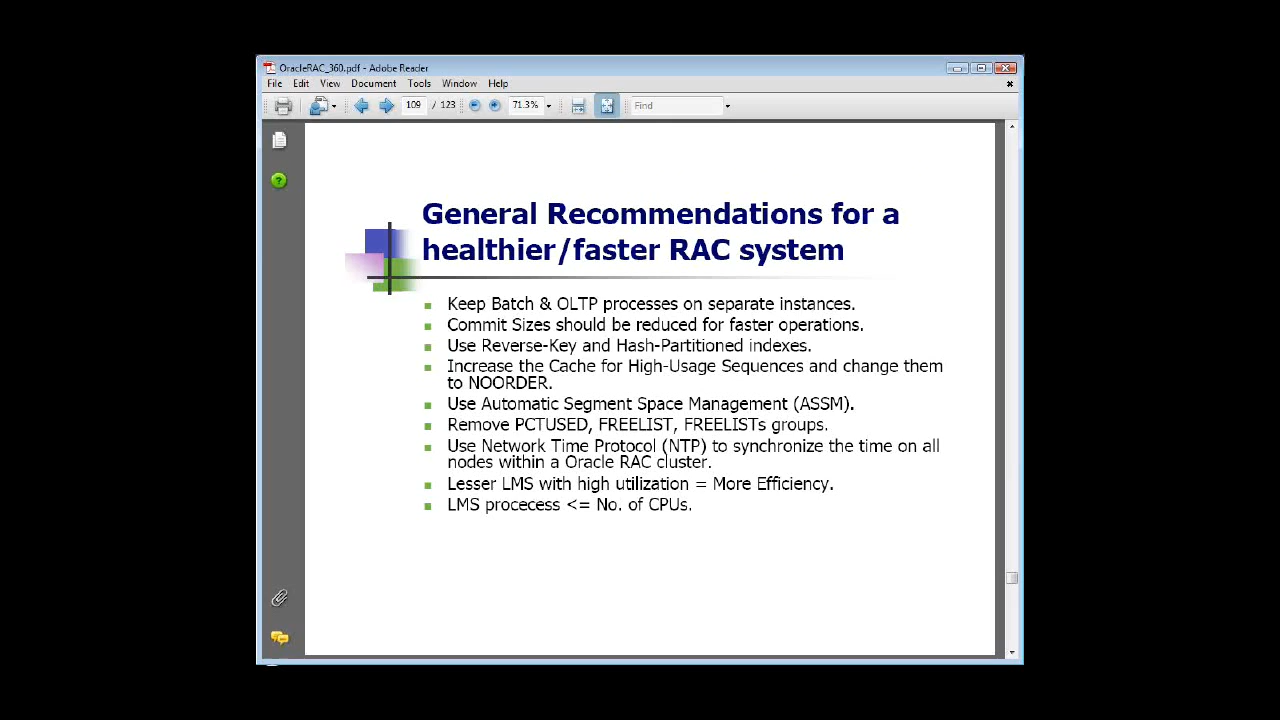 OracleRAC_360.pdf - Adobe Reader
File Edit View Document Tools Window Help
109 / 123 71.3% Find
General Recommendations for a
healthier/faster RAC system
Keep Batch & OLTP processes on separate instances.
Commit Sizes should be reduced for faster operations.
Use Reverse-Key and Hash-Partitioned indexes.
Increase the Cache for High-Usage Sequences and change them
to NOORDER.
Use Automatic Segment Space Management (ASSM).
Remove PCTUSED, FREELIST, FREELISTs groups.
Use Network Time Protocol (NTP) to synchronize the time on all
nodes within a Oracle RAC cluster.
Lesser LMS with high utilization = More Efficiency.
LMS procecess <= No. of CPUs.